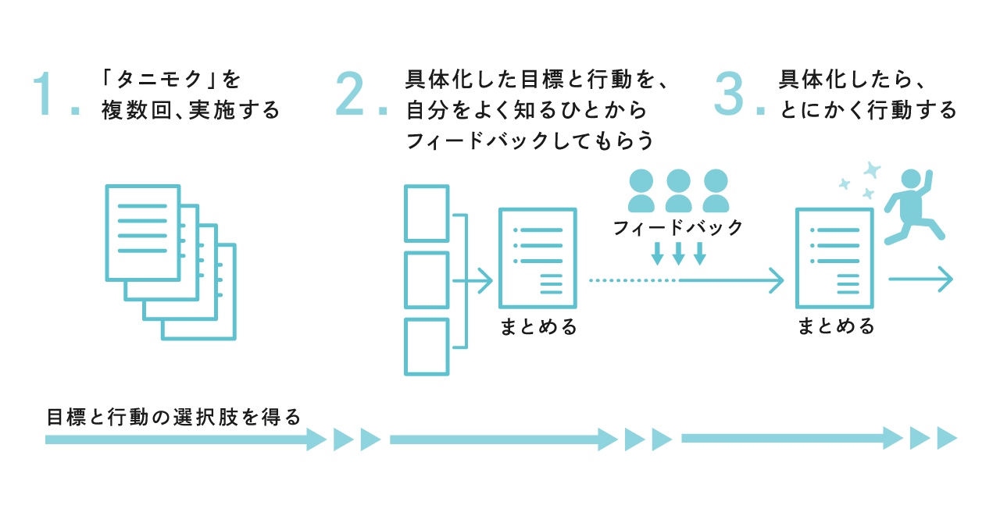 1.
「タニモク」を
複数回、実施する
2.
具体化した目標と行動を、
自分をよく知るひとから
フィードバックしてもらう
3.
具体化したら、
とにかく行動する
フィードバック
まとめる
まとめる
目標と行動の選択肢を得る